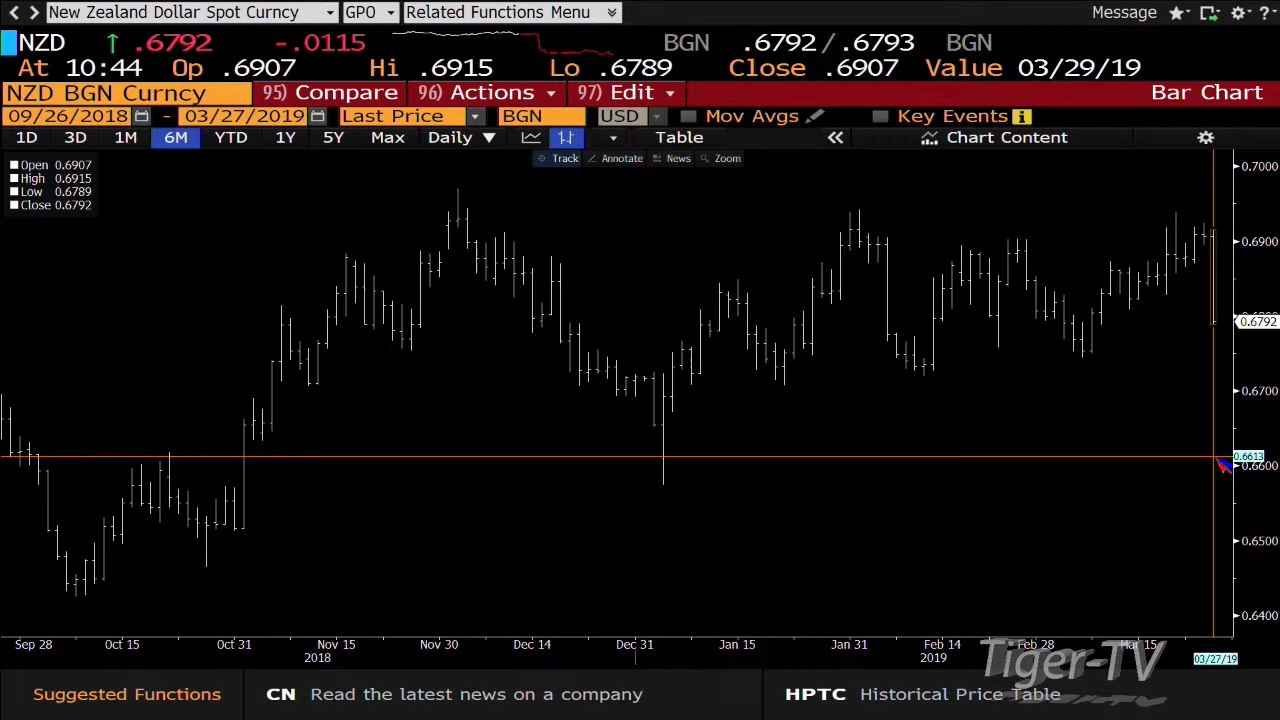 New Zealand Dollar Spot Curncy GPO Related Functions Menu Message ?
NZD ↑ .6792 -.0115 BGN .6792/.6793 BGN
At 10:44 Op .6907 Hi .6915 Lo .6789 Close .6907 Value 03/29/19
NZD BGN Curncy 95) Compare 96) Actions 97) Edit Bar Chart
09/26/2018 - 03/27/2019 Last Price BGN USD Mov Avgs Key Events i
1D 3D 1M 6M YTD 1Y 5Y Max Daily ▼ Table « Chart Content
Track Annotate News Zoom
Open 0.6907
High 0.6915
Low 0.6789
Close 0.6792
0.7000
0.6900
0.6792
0.6700
0.6613
0.6600
0.6500
0.6400
Sep 28 Oct 15 Oct 31 Nov 15 Nov 30 Dec 14 Dec 31 Jan 15 Jan 31 Feb 14 Feb 28 Mar 15
2018 2019 03/27/19
Tiger-TV
Suggested Functions CN Read the latest news on a company HPTC Historical Price Table